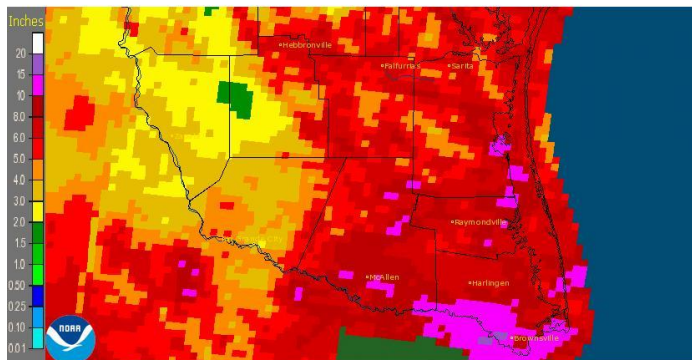 Inches
Hebbronville
20
Falfurrias
Sarita
15
10
8.0
6.0
5.0
4.0
3.0
2.0
Raymondville
1.5
1.0
McAllen
Harlingen
0.50
0.25
NOAA
0.10
Brownsville
0.01